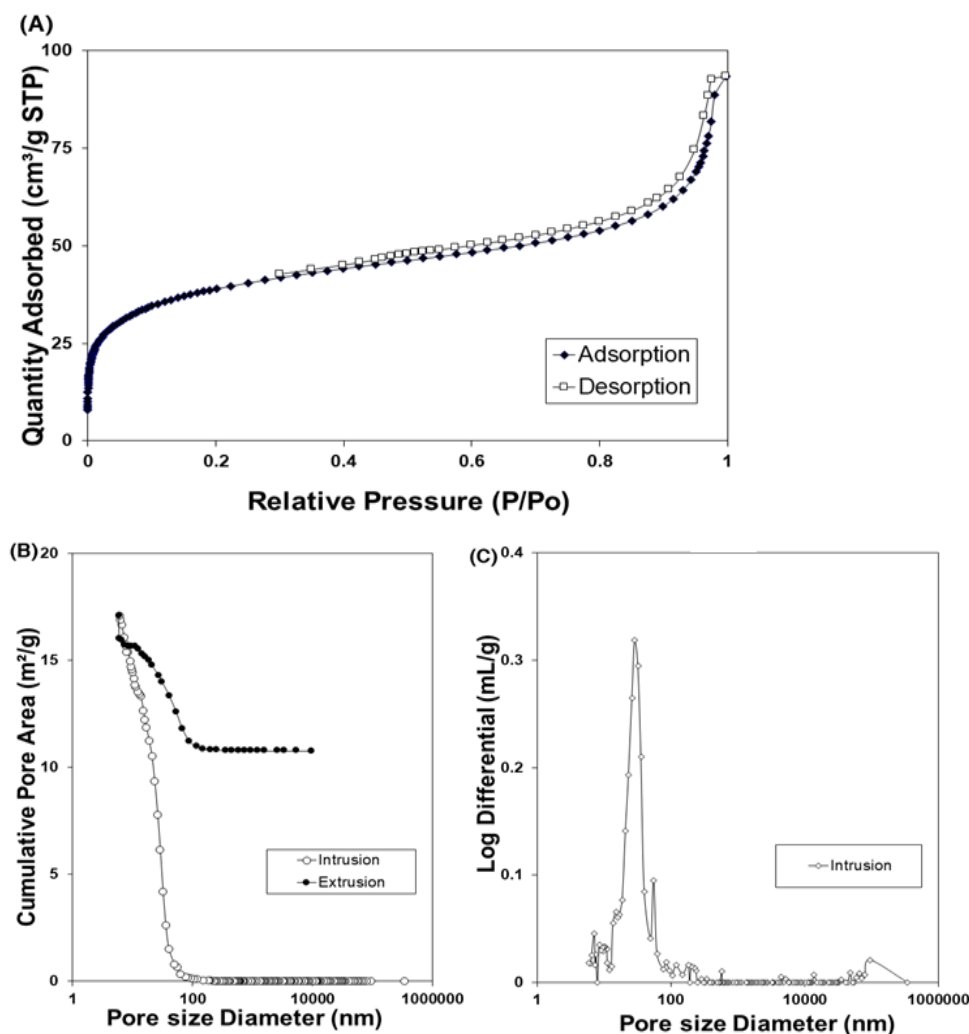 (A)
100
75
50
25
0
Quantity Adsorbed (cm³/g STP)
Adsorption
Desorption
0 0.2 0.4 0.6 0.8 1
Relative Pressure (P/Po)
(B)
20
15
10
5
0
Cumulative Pore Area (m²/g)
Intrusion
Extrusion
1 100 10000 1000000
Pore size Diameter (nm)
(C)
0.4
0.3
0.2
0.1
0
Log Differential (mL/g)
Intrusion
1 100 10000 1000000
Pore size Diameter (nm)